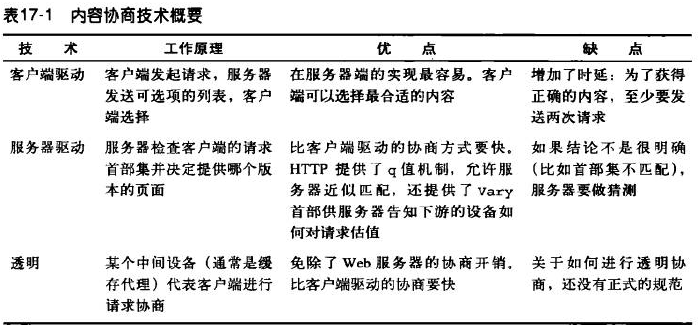 表17-1 内容协商技术概要
技 术 工作原理 优 点 缺 点
客户端驱动 客户端发起请求,服务器 在服务器端的实现最容易。客户 增加了时延:为了获得
发送可选项的列表,客户 端可以选择最合适的内容 正确的内容,至少要发
端选择 送两次请求
服务器驱动 服务器检查客户端的请求 比客户端驱动的协商方式要快。 如果结论不是很明确
首部集并决定提供哪个版 HTTP 提供了 q 值机制,允许服 (比如首部集不匹配),
本的页面 务器近似匹配,还提供了 Vary 服务器要做猜测
首部供服务器告知下游的设备如
何对请求估值
透明 某个中间设备(通常是缓 免除了 Web 服务器的协商开销。 关于如何进行透明协
存代理)代表客户端进行 比客户端驱动的协商要快 商,还没有正式的规范
请求协商